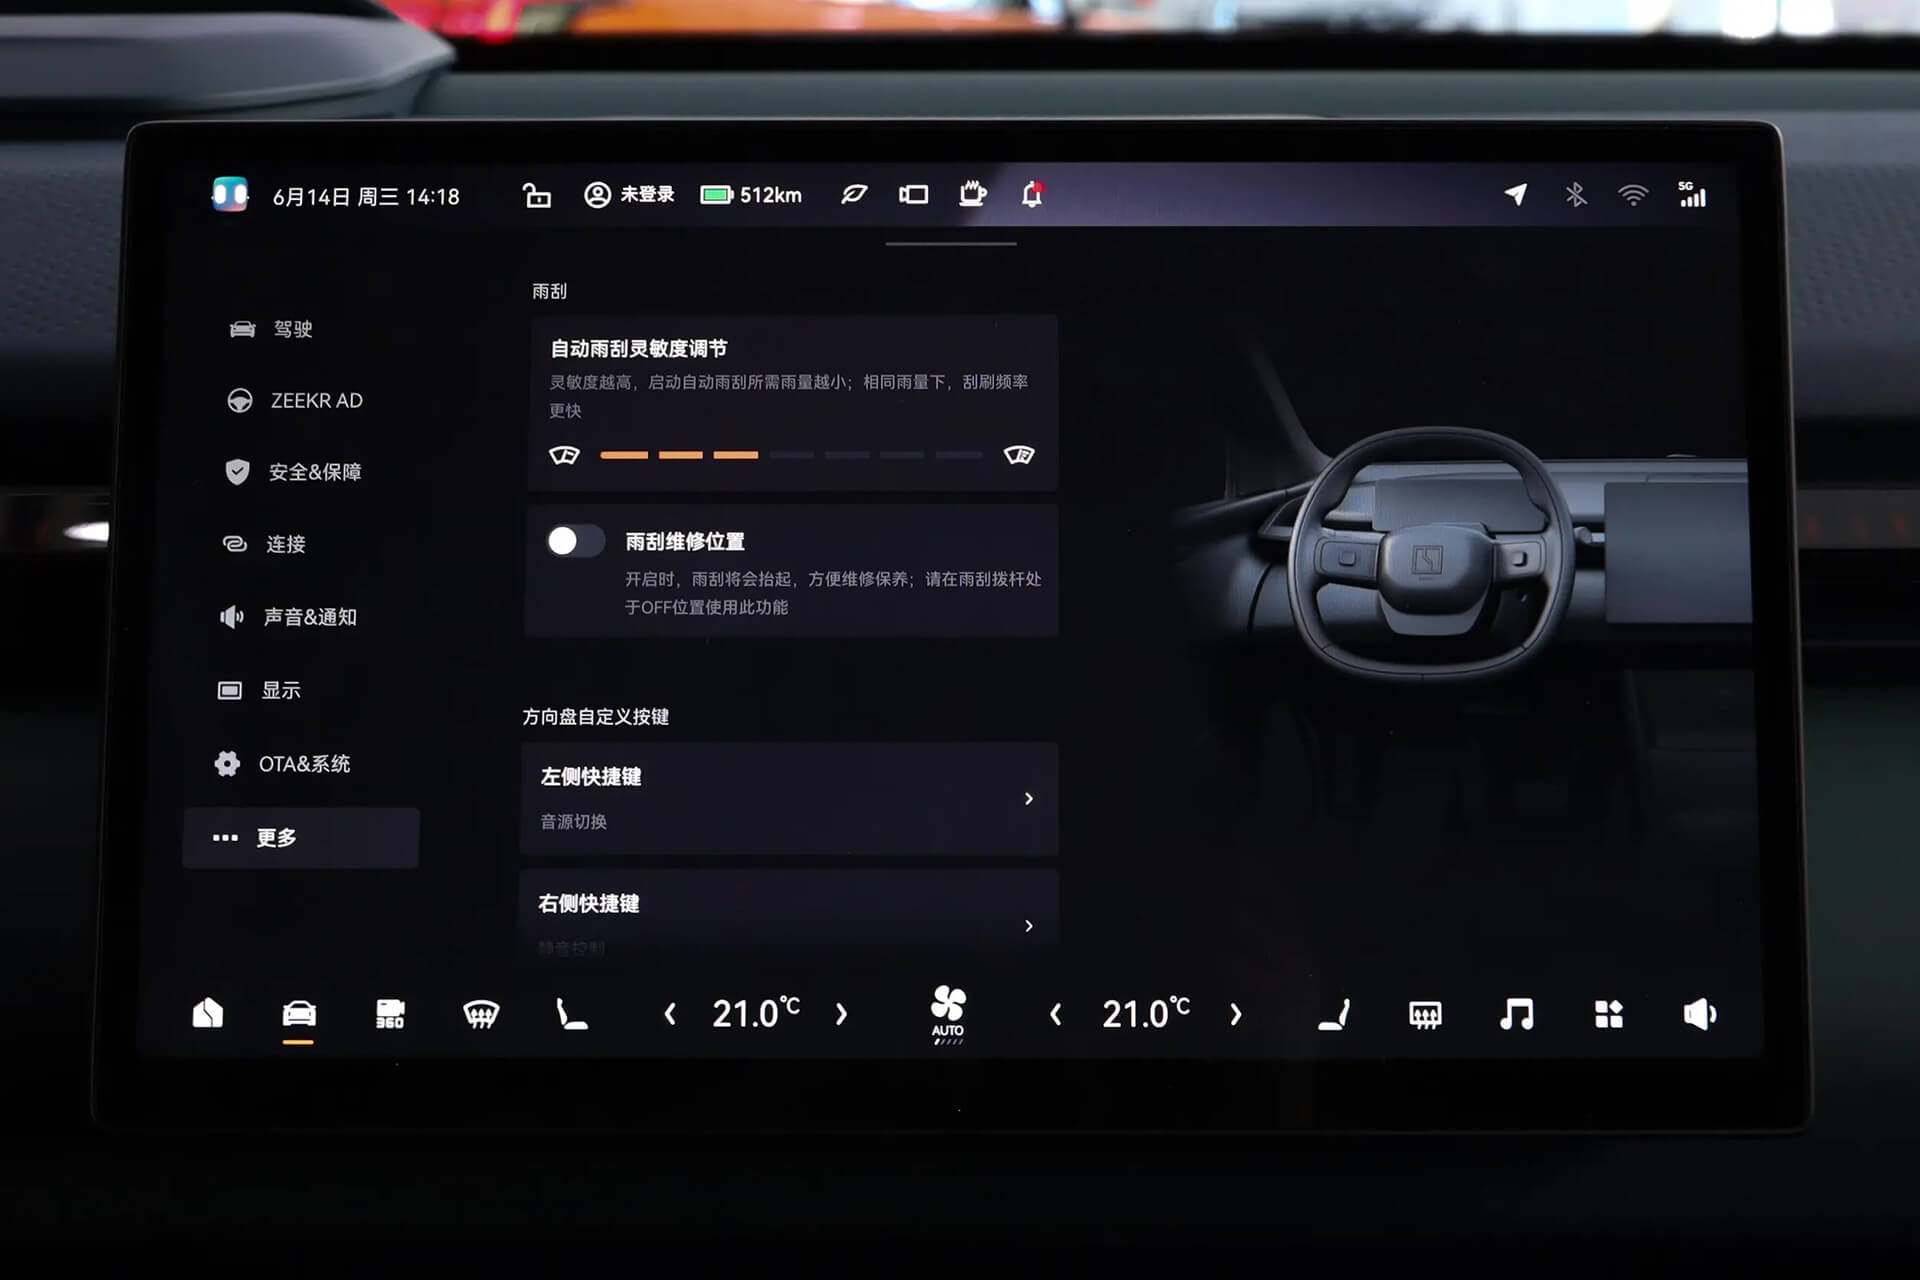 6月14日 周三 14:18
未登录
512km
5G
雨刮
驾驶
自动雨刮灵敏度调节
灵敏度越高，启动自动雨刮所需雨量越小；相同雨量下，刮刷频率
更快
ZEEKR AD
安全&保障
连接
雨刮维修位置
开启时，雨刮将会抬起，方便维修保养；请在雨刮拨杆处
于OFF位置使用此功能
声音&通知
显示
方向盘自定义按键
OTA&系统
左侧快捷键
音源切换
更多
右侧快捷键
静音控制
360
21.0℃
AUTO
21.0℃